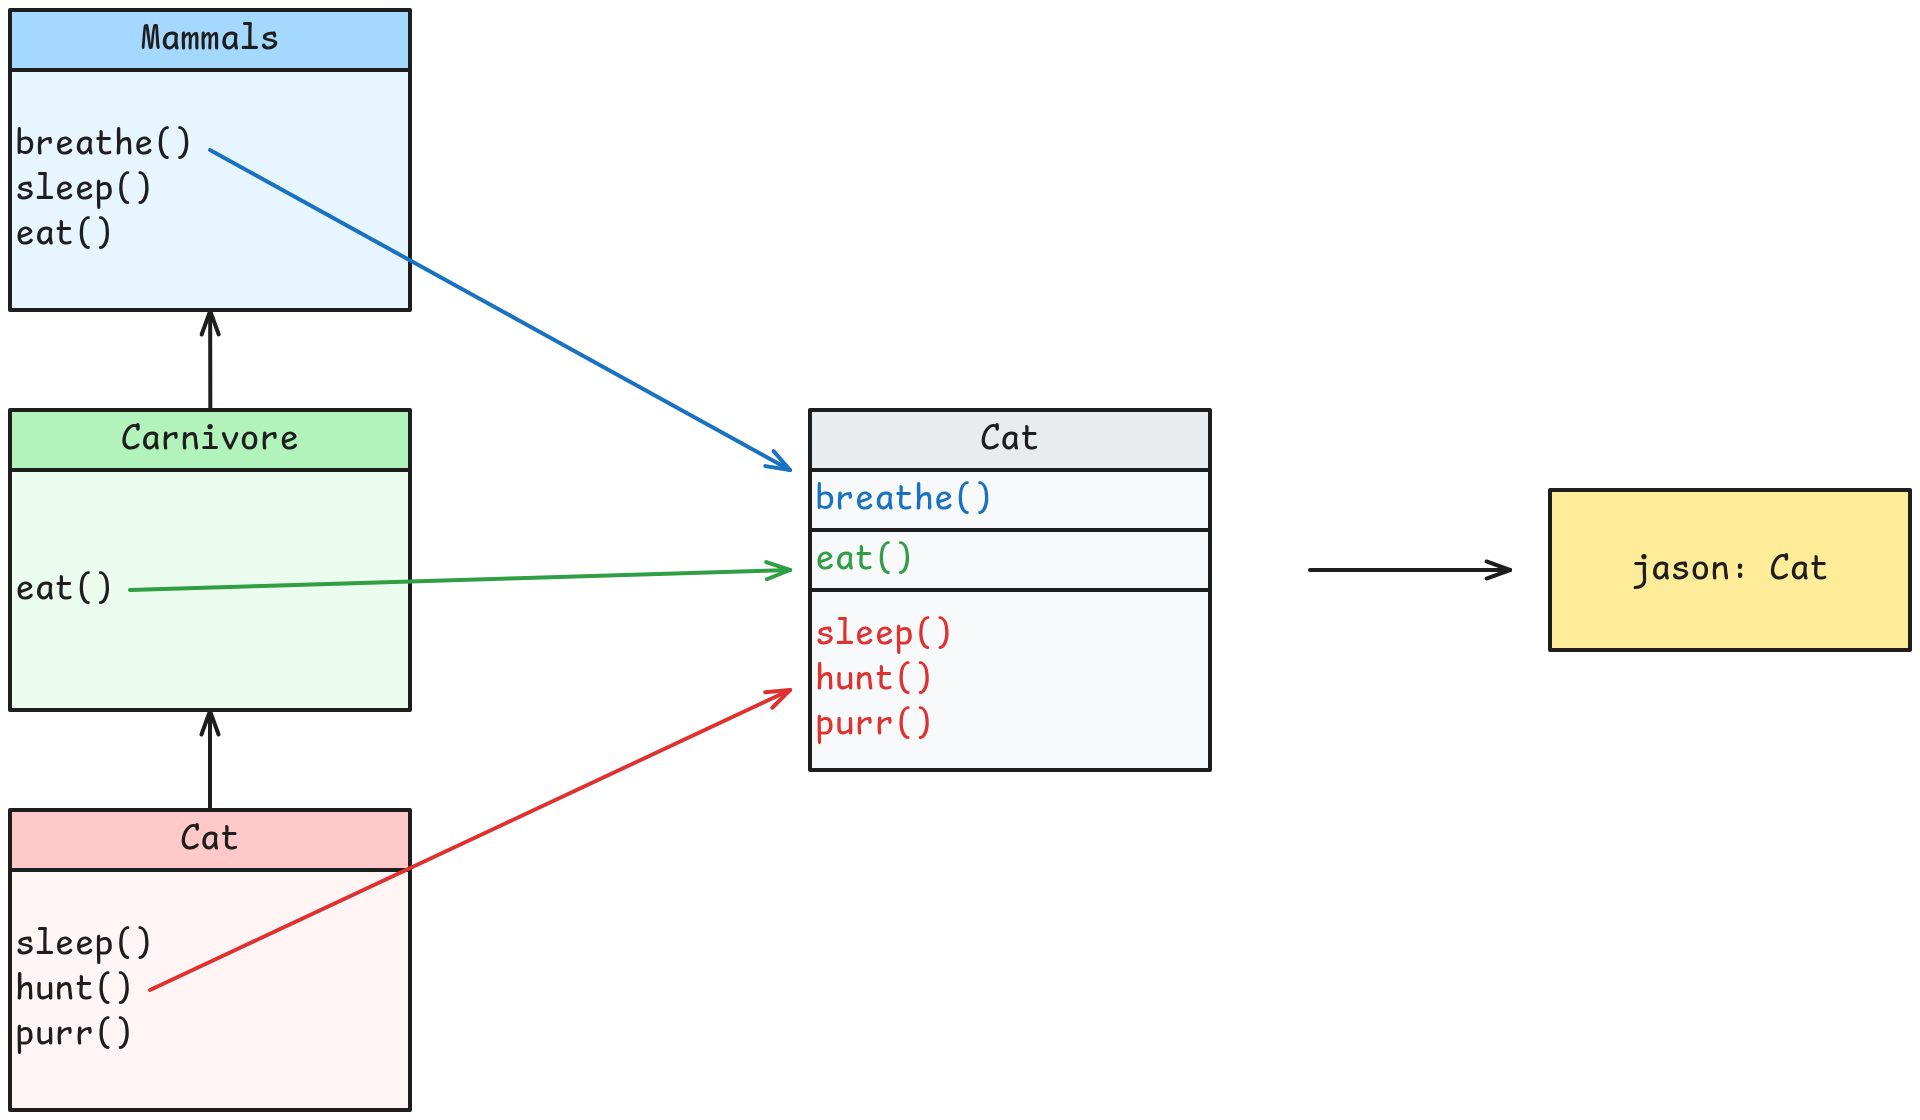 Mammals
breathe()
sleep()
eat()
Carnivore
eat()
Cat
sleep()
hunt()
purr()
Cat
breathe()
eat()
sleep()
hunt()
purr()
jason: Cat